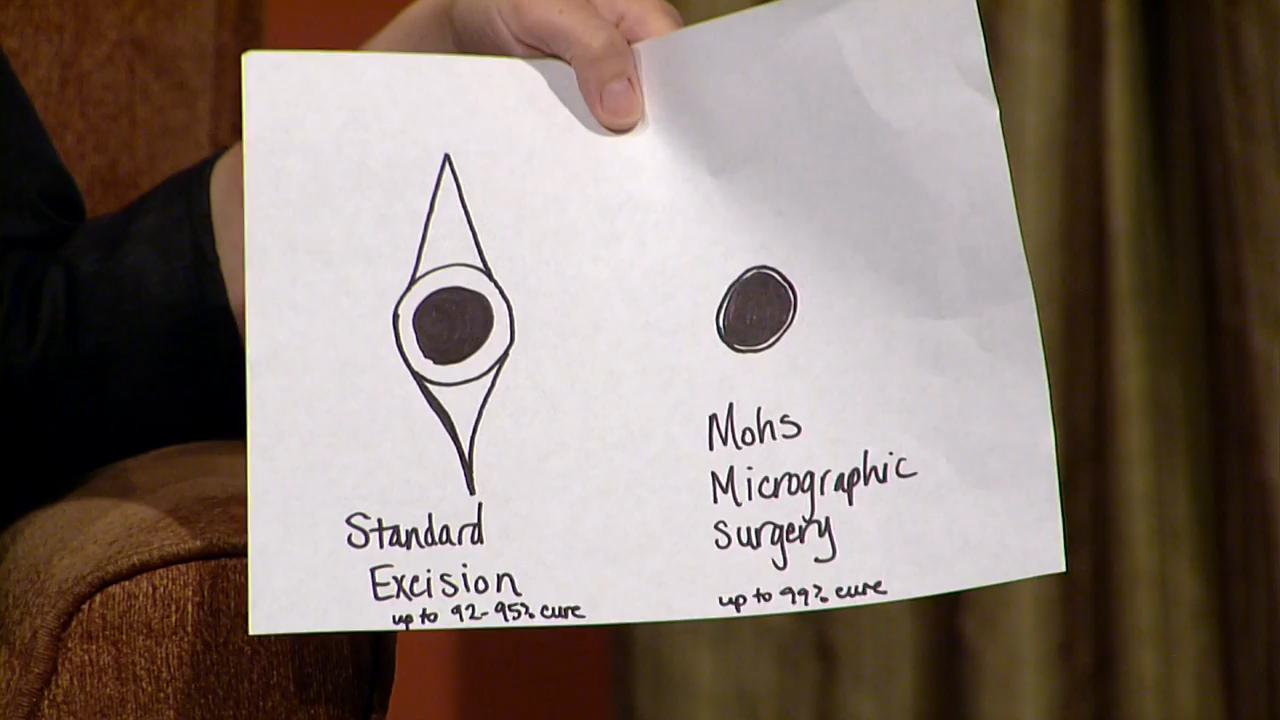 Standard
Excision
up to 92-95% cure
Mohs
Micrographic
Surgery
up to 99% cure